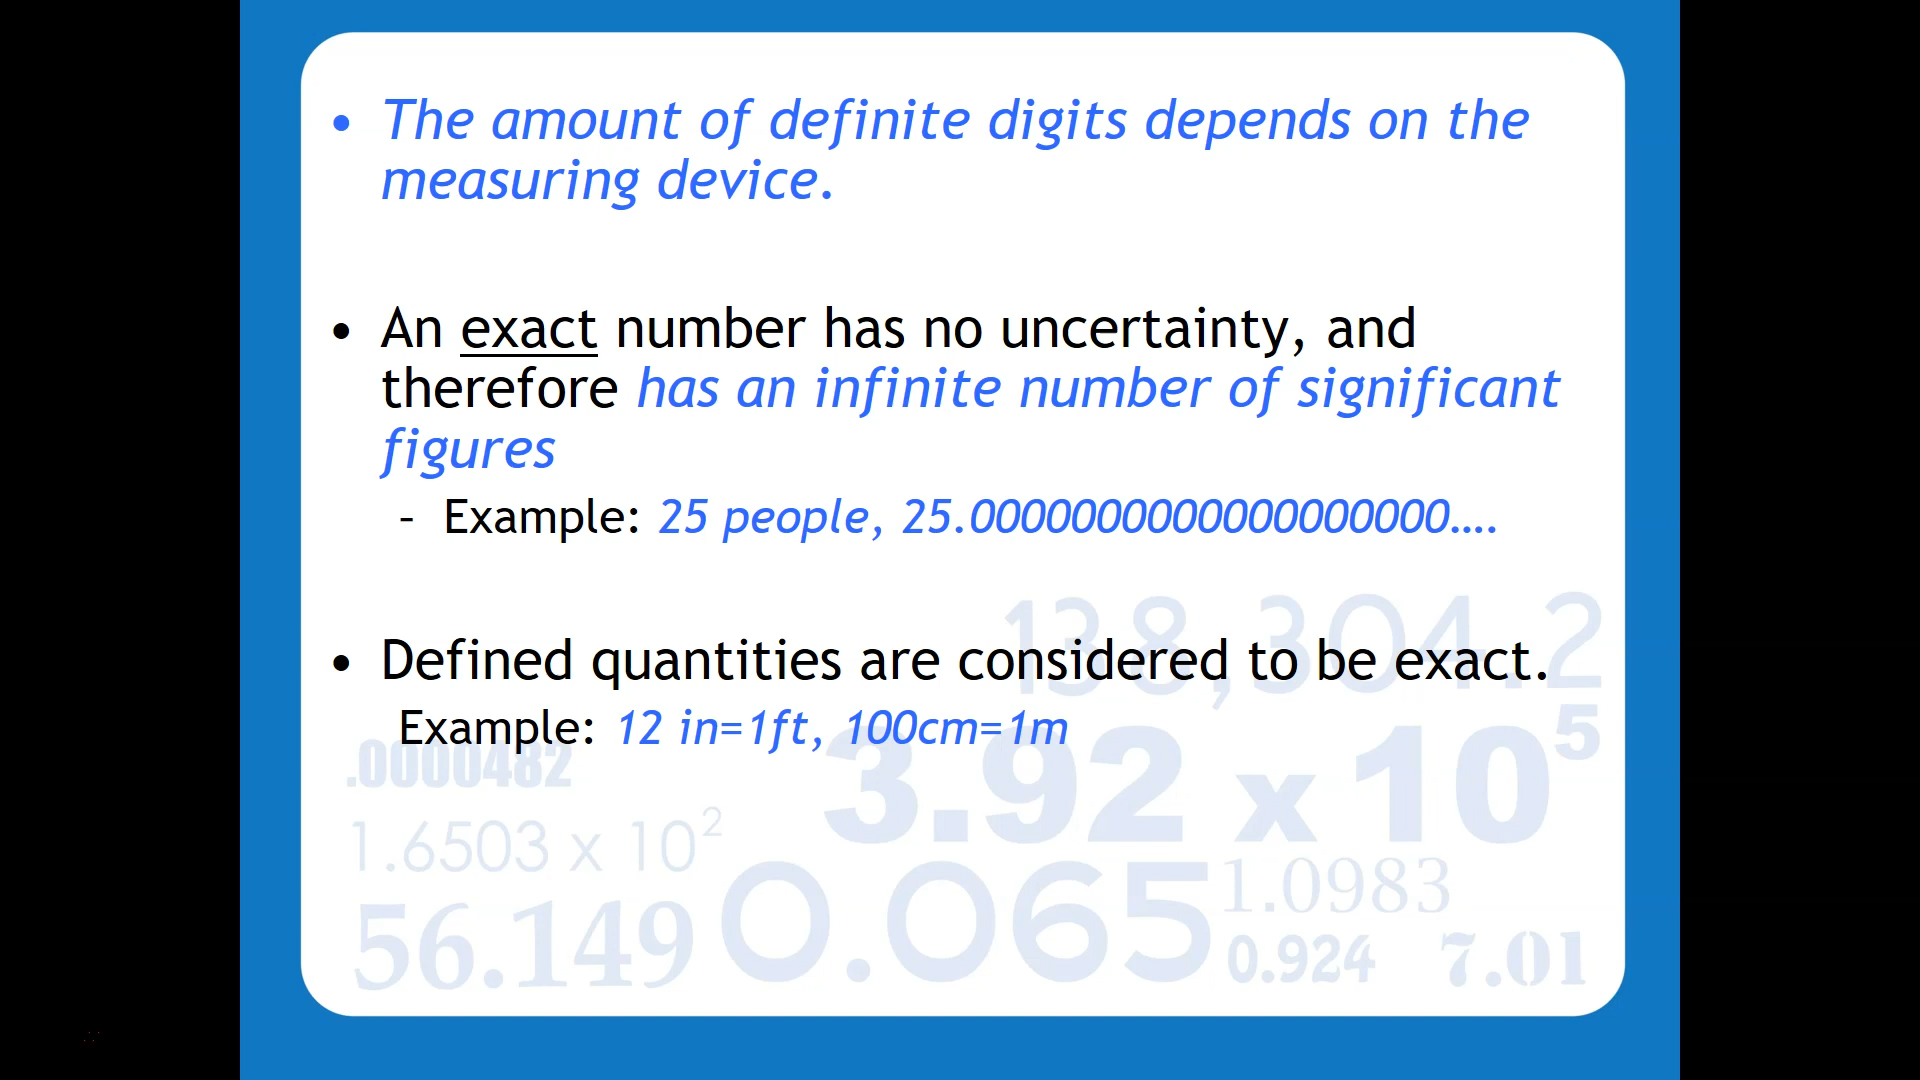 • The amount of definite digits depends on the
measuring device.
• An exact number has no uncertainty, and
therefore has an infinite number of significant
figures
– Example: 25 people, 25.0000000000000000000....
• Defined quantities are considered to be exact.
Example: 12 in=1ft, 100cm=1m
138,304.2
.0000482
3.92 x 10⁵
1.6503 x 10²
56.149
0.065
1.0983
0.924
7.01